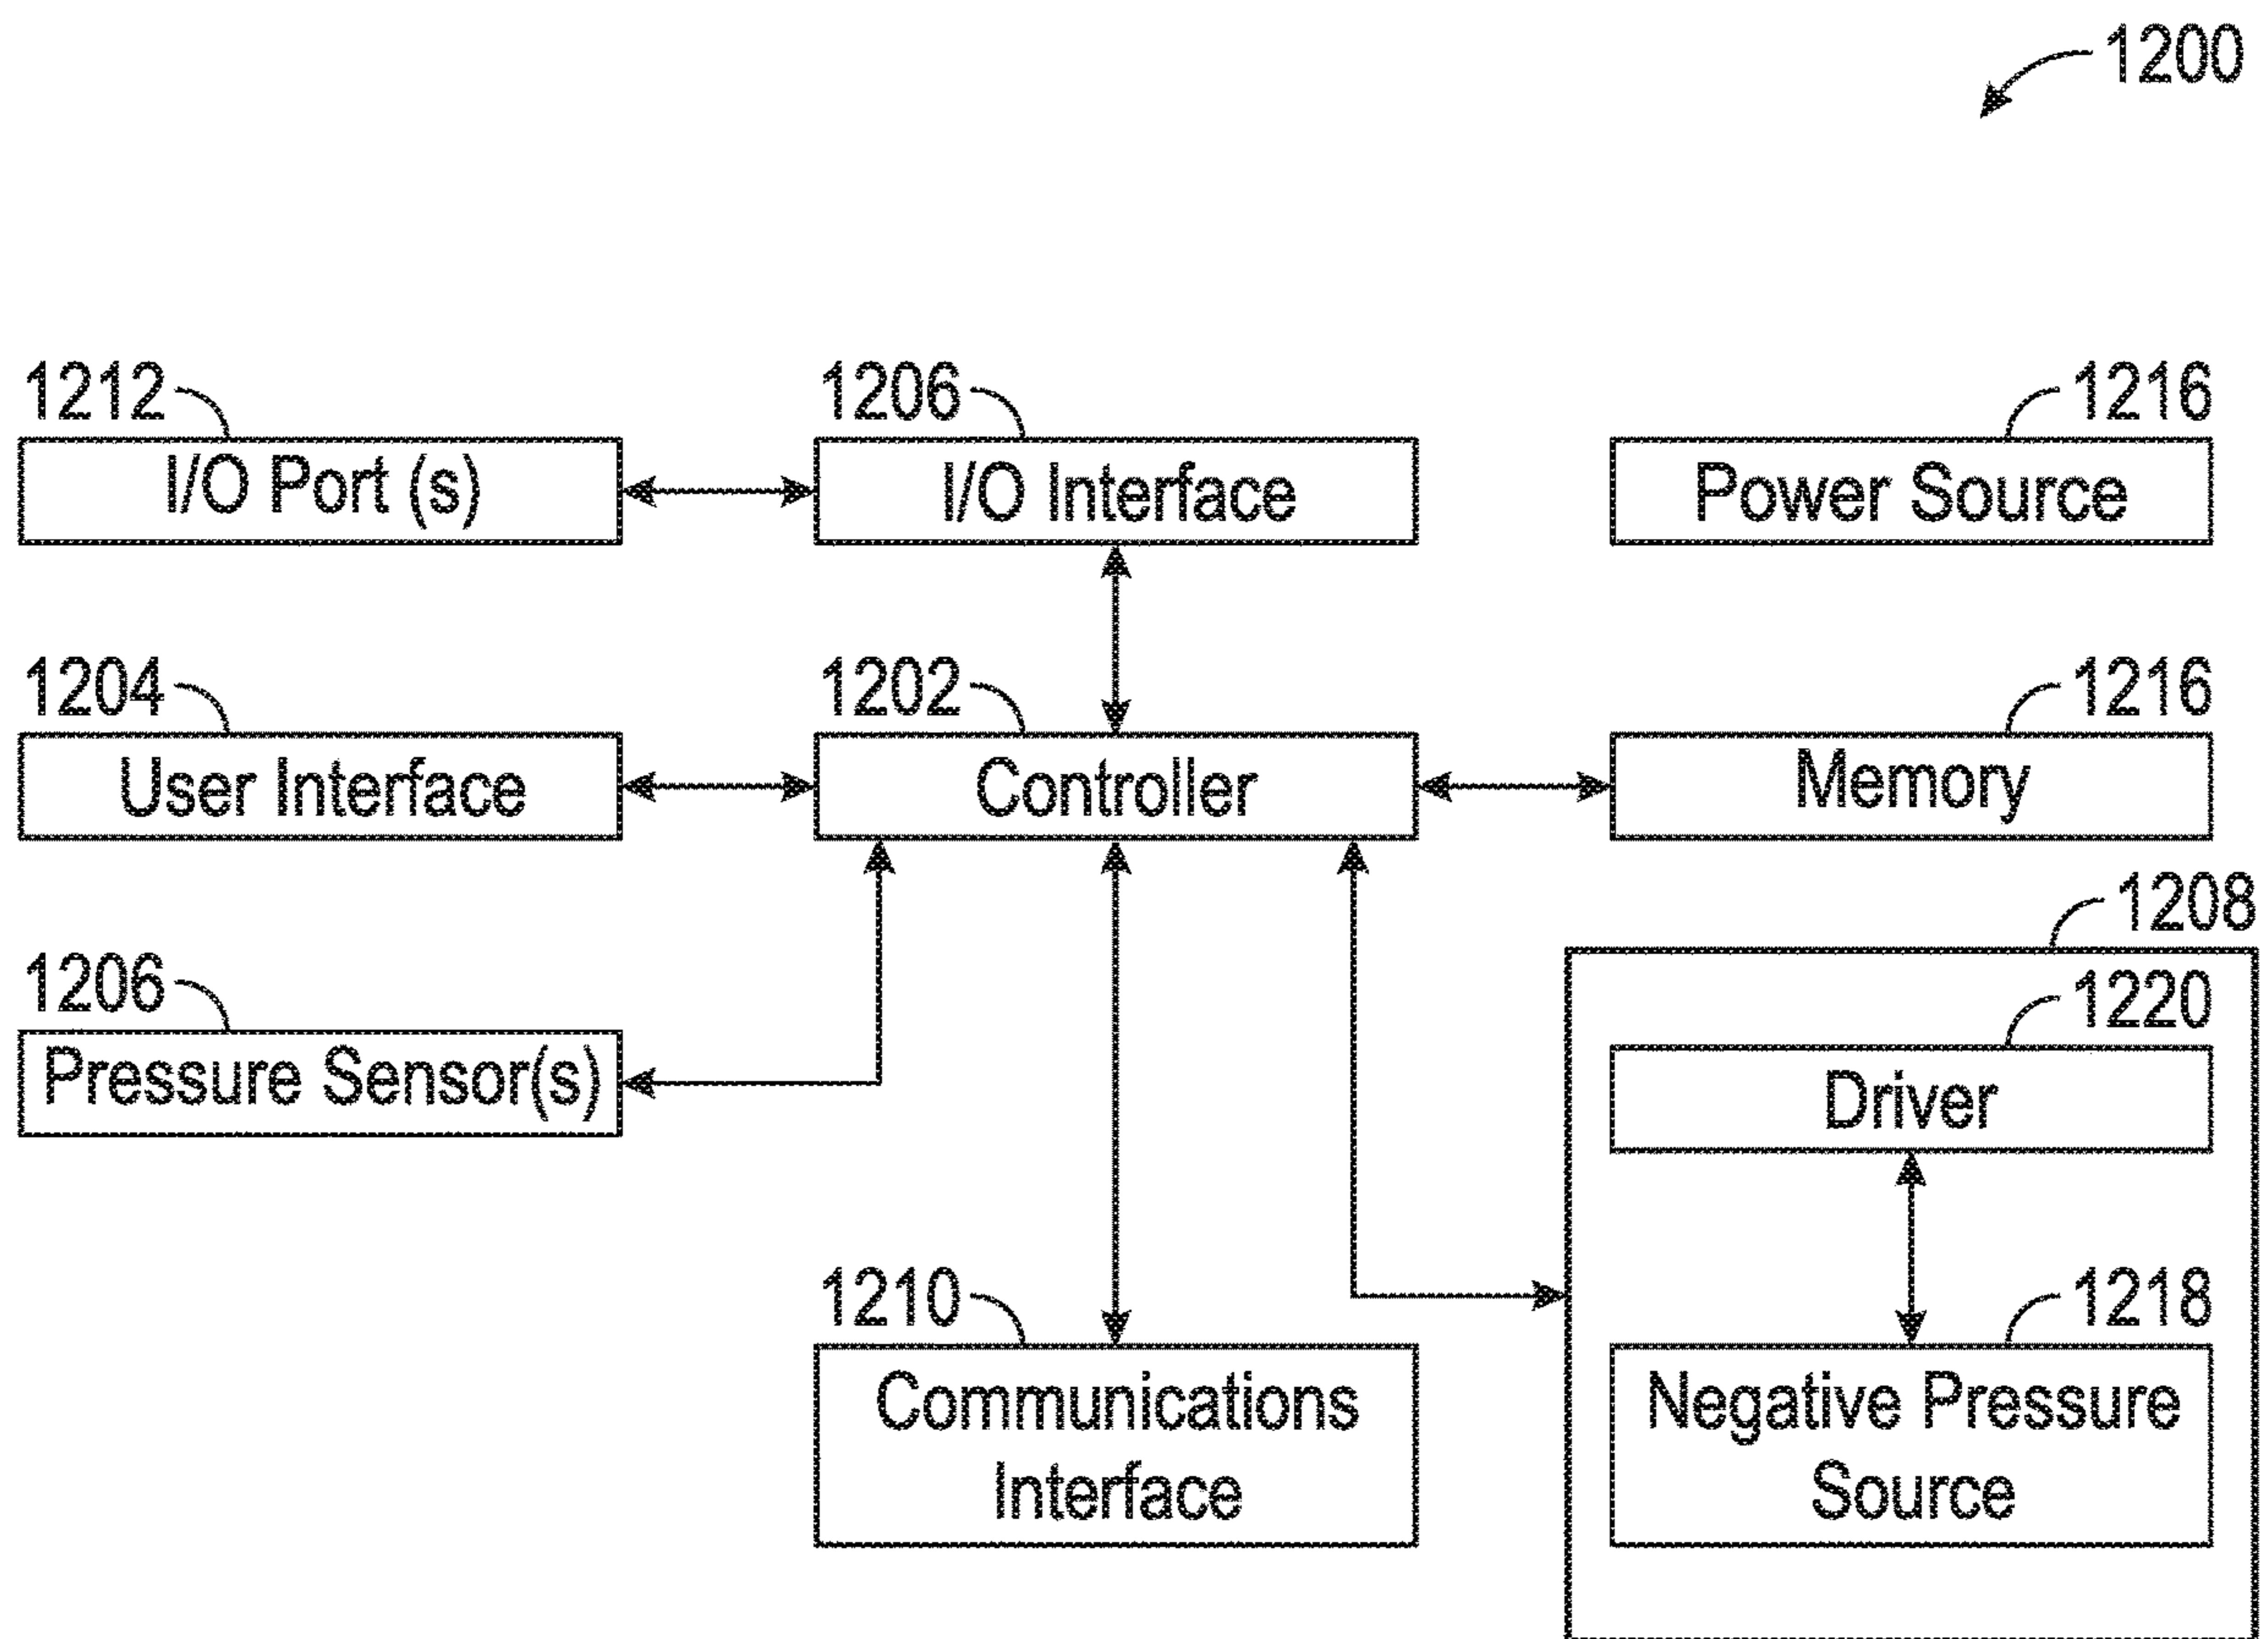 1200
1212
I/O Port (s)
1206
I/O Interface
1216
Power Source
1204
User Interface
1202
Controller
1216
Memory
1206
Pressure Sensor(s)
1208
1220
Driver
1210
Communications
Interface
1218
Negative Pressure
Source